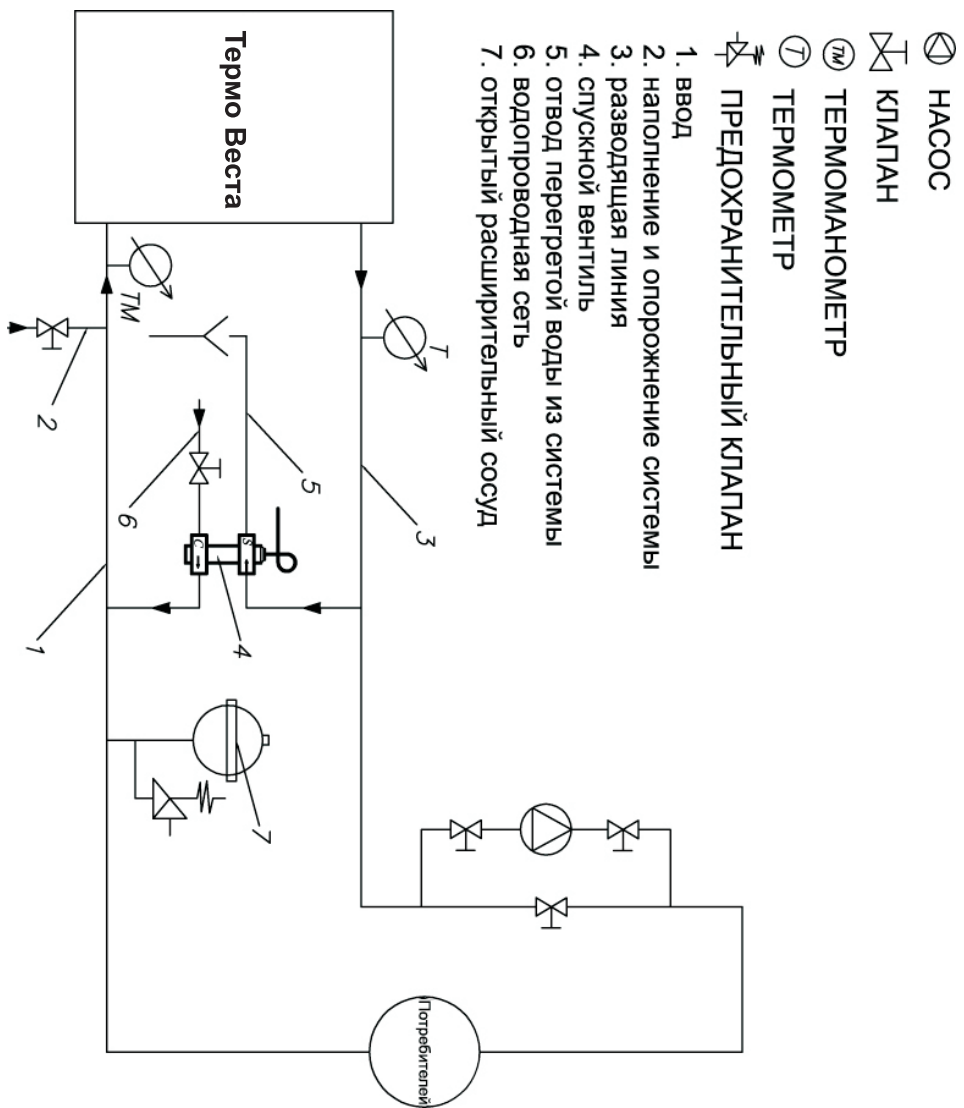 НАСОС
КЛАПАН
ТМ ТЕРМОМАНОМЕТР
Т ТЕРМОМЕТР
ПРЕДОХРАНИТЕЛЬНЫЙ КЛАПАН
1. ввод
2. наполнение и опорожнение системы
3. разводящая линия
4. спускной вентиль
5. отвод перегретой воды из системы
6. водопроводная сеть
7. открытый расширительный сосуд
Термо Веста
Т
ТМ
2
3
5
6
S
C
4
1
7
Потребителей